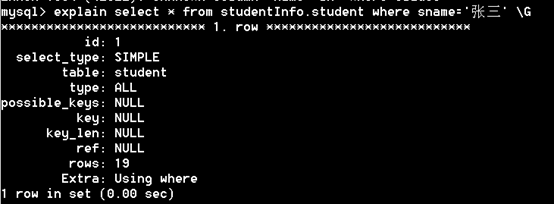 mysql> explain select * from studentInfo.student where sname='张三' \G
*************************** 1. row ***************************
id: 1
select_type: SIMPLE
table: student
type: ALL
possible_keys: NULL
key: NULL
key_len: NULL
ref: NULL
rows: 19
Extra: Using where
1 row in set (0.00 sec)